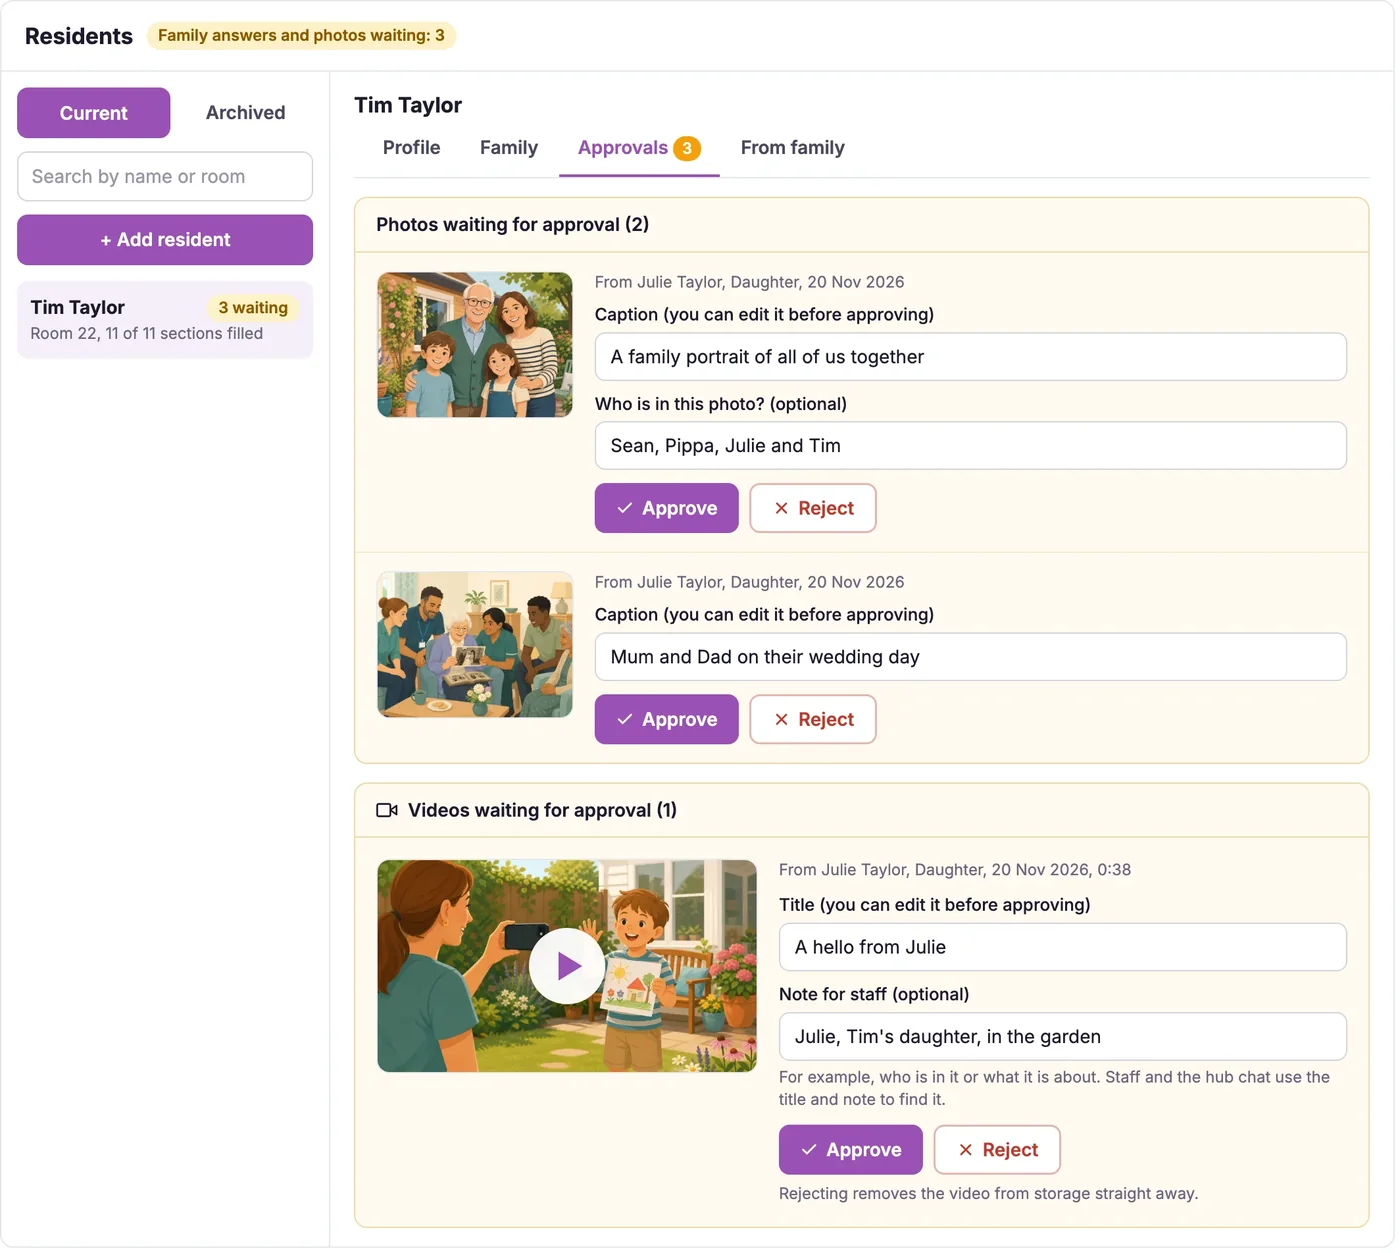 Residents
Family answers and photos waiting: 3
Current
Archived
Search by name or room
+ Add resident
Tim Taylor
3 waiting
Room 22, 11 of 11 sections filled
Tim Taylor
Profile
Family
Approvals 3
From family
Photos waiting for approval (2)
From Julie Taylor, Daughter, 20 Nov 2026
Caption (you can edit it before approving)
A family portrait of all of us together
Who is in this photo? (optional)
Sean, Pippa, Julie and Tim
Approve
Reject
From Julie Taylor, Daughter, 20 Nov 2026
Caption (you can edit it before approving)
Mum and Dad on their wedding day
Approve
Reject
Videos waiting for approval (1)
From Julie Taylor, Daughter, 20 Nov 2026, 0:38
Title (you can edit it before approving)
A hello from Julie
Note for staff (optional)
Julie, Tim's daughter, in the garden
For example, who is in it or what it is about. Staff and the hub chat use the
title and note to find it.
Approve
Reject
Rejecting removes the video from storage straight away.